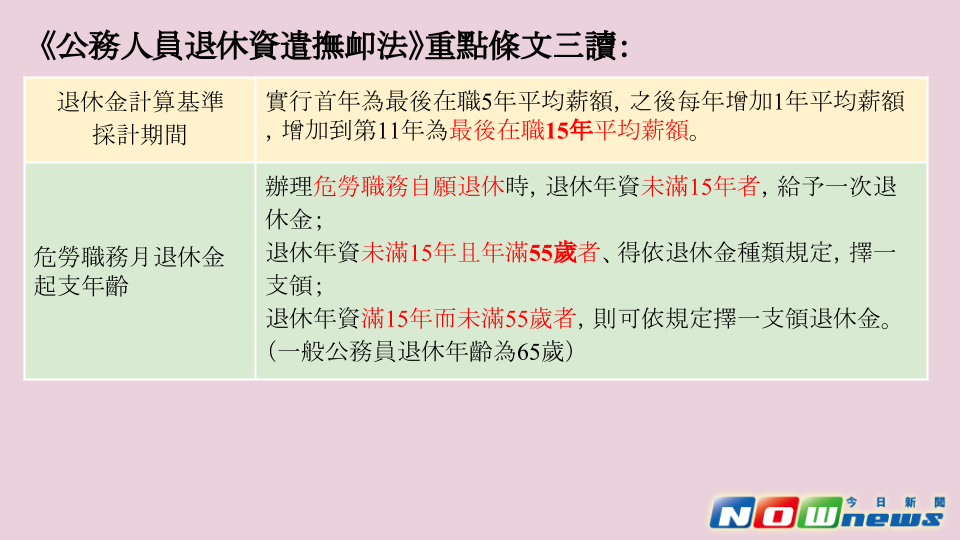 《公務人員退休資遣撫卹法》重點條文三讀：
退休金計算基準
採計期間
實行首年為最後在職5年平均薪額，之後每年增加1年平均薪額
，增加到第11年為最後在職15年平均薪額。
危勞職務月退休金
起支年齡
辦理危勞職務自願退休時，退休年資未滿15年者，給予一次退
休金；
退休年資未滿15年且年滿55歲者、得依退休金種類規定，擇一
支領；
退休年資滿15年而未滿55歲者，則可依規定擇一支領退休金。
（一般公務員退休年齡為65歲）
今日新聞
NOWnews